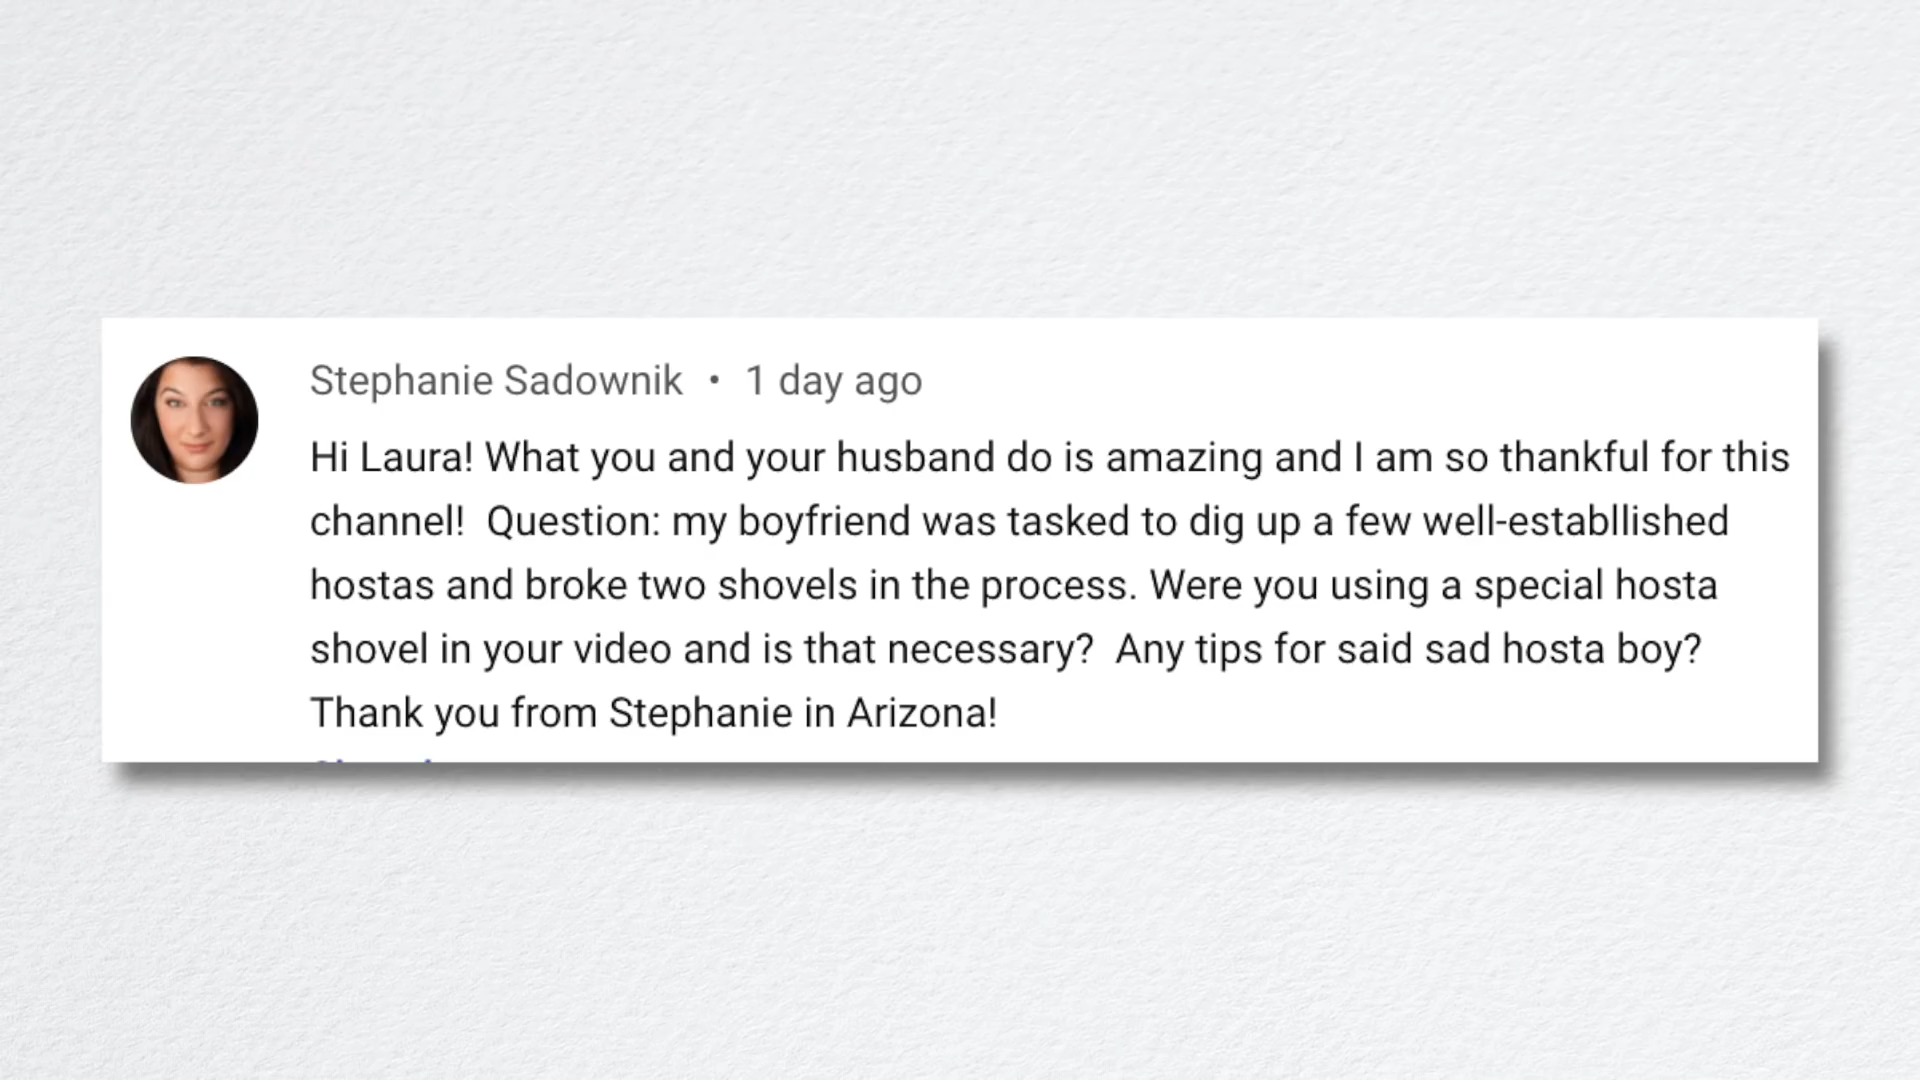 Stephanie Sadownik • 1 day ago
Hi Laura! What you and your husband do is amazing and I am so thankful for this
channel!  Question: my boyfriend was tasked to dig up a few well-establlished
hostas and broke two shovels in the process. Were you using a special hosta
shovel in your video and is that necessary?  Any tips for said sad hosta boy?
Thank you from Stephanie in Arizona!